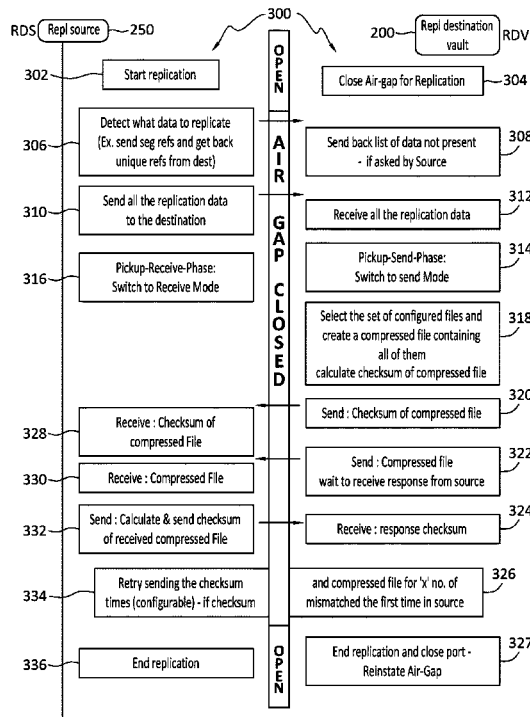 300
RDS
Repl source
250
200
Repl destination
vault
RDV
OPEN
302
Start replication
Close Air-gap for Replication
304
AIR GAP CLOSED
306
Detect what data to replicate
(Ex. send seg refs and get back
unique refs from dest)
Send back list of data not present
- if asked by Source
308
310
Send all the replication data
to the destination
Receive all the replication data
312
316
Pickup-Receive-Phase:
Switch to Receive Mode
Pickup-Send-Phase:
Switch to send Mode
314
Select the set of configured files and
create a compressed file containing
all of them
calculate checksum of compressed file
318
328
Receive : Checksum of
compressed File
Send : Checksum of compressed file
320
330
Receive : Compressed File
Send : Compressed file
wait to receive response from source
322
332
Send : Calculate & send checksum
of received compressed File
Receive : response checksum
324
334
Retry sending the checksum
times (configurable) - if checksum
and compressed file for 'x' no. of
mismatched the first time in source
326
OPEN
336
End replication
End replication and close port -
Reinstate Air-Gap
327